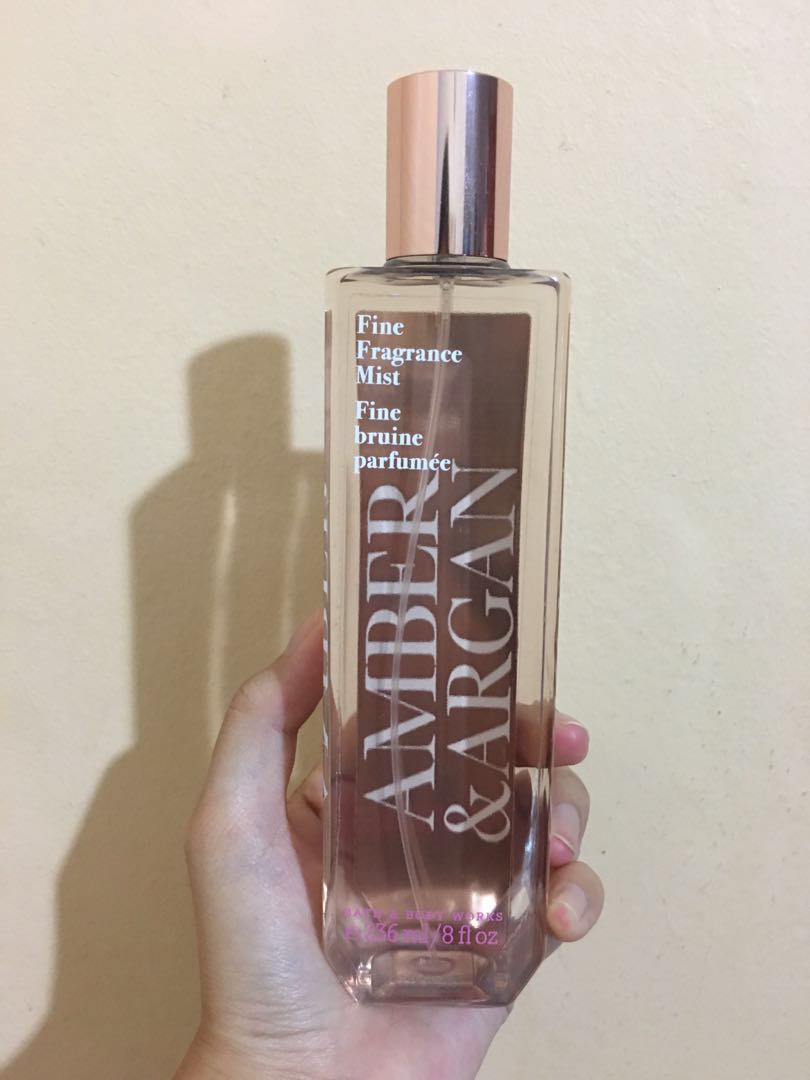 Fine
Fragrance
Mist
Fine
bruine
parfumée
AMBER
&ARGAN
BATH & BODY WORKS
e 236 ml/8 fl oz